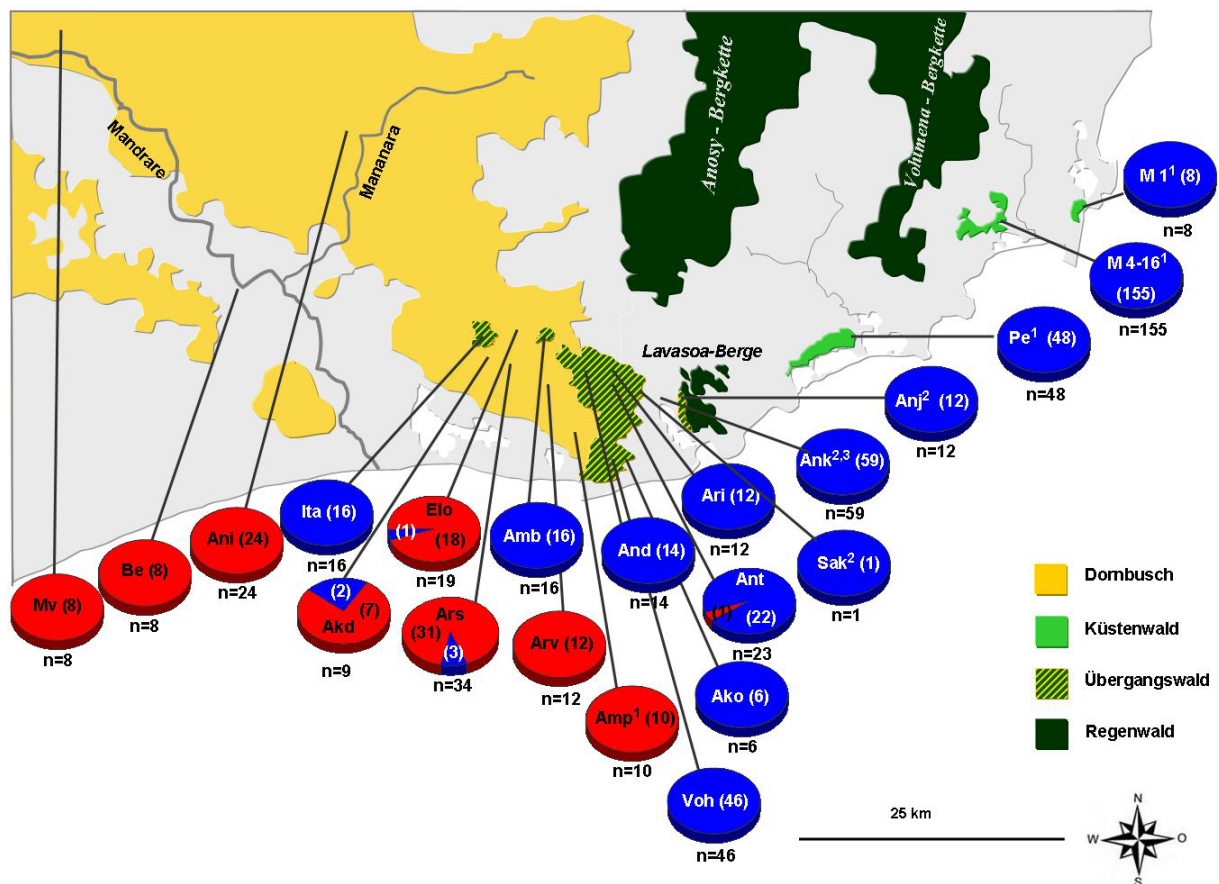 Mandrare
Mananara
Anosy - Bergkette
Vohimena - Bergkette
Lavasoa-Berge
M 1¹ (8)
n=8
M 4-16¹
(155)
n=155
Pe¹ (48)
n=48
Anj² (12)
n=12
Ank²,³ (59)
n=59
Ari (12)
n=12
Sak² (1)
n=1
Ita (16)
n=16
Elo
(1)
(18)
n=19
Amb (16)
n=16
And (14)
n=14
Ani (24)
n=24
Be (8)
n=8
Mv (8)
n=8
(2)
(7)
Akd
n=9
Ars
(31)
(3)
n=34
Arv (12)
n=12
Ant
(1)
(22)
n=23
Amp¹ (10)
n=10
Ako (6)
n=6
Voh (46)
n=46
Dornbusch
Küstenwald
Übergangswald
Regenwald
25 km
N
W
O
S